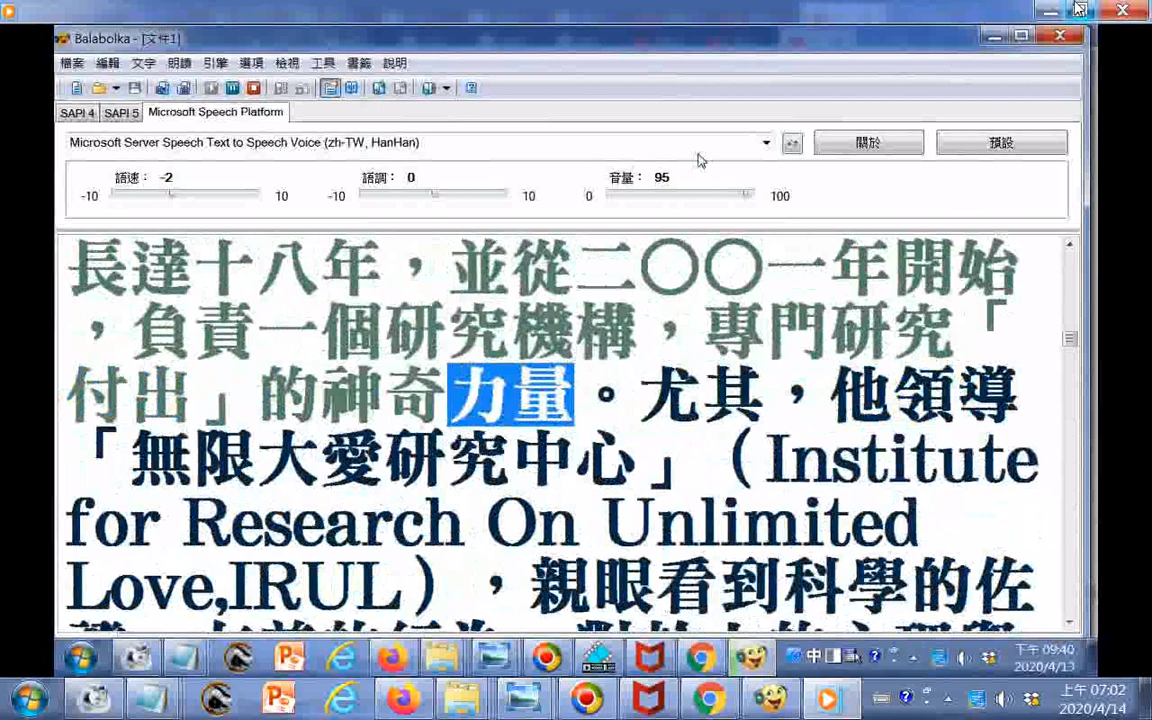 Balabolka - [文件1]
檔案 編輯 文字 朗讀 引擎 選項 檢視 工具 書籤 說明
SAPI 4 SAPI 5 Microsoft Speech Platform
Microsoft Server Speech Text to Speech Voice (zh-TW, HanHan) 關於 預設
語速： -2 語調： 0 音量： 95
-10 10 -10 10 0 100
長達十八年，並從二〇〇一年開始
，負責一個研究機構，專門研究「
付出」的神奇力量。尤其，他領導
「無限大愛研究中心」（Institute
for Research On Unlimited
Love,IRUL），親眼看到科學的佐
中 下午 09:40
2020/4/13
上午 07:02
2020/4/14